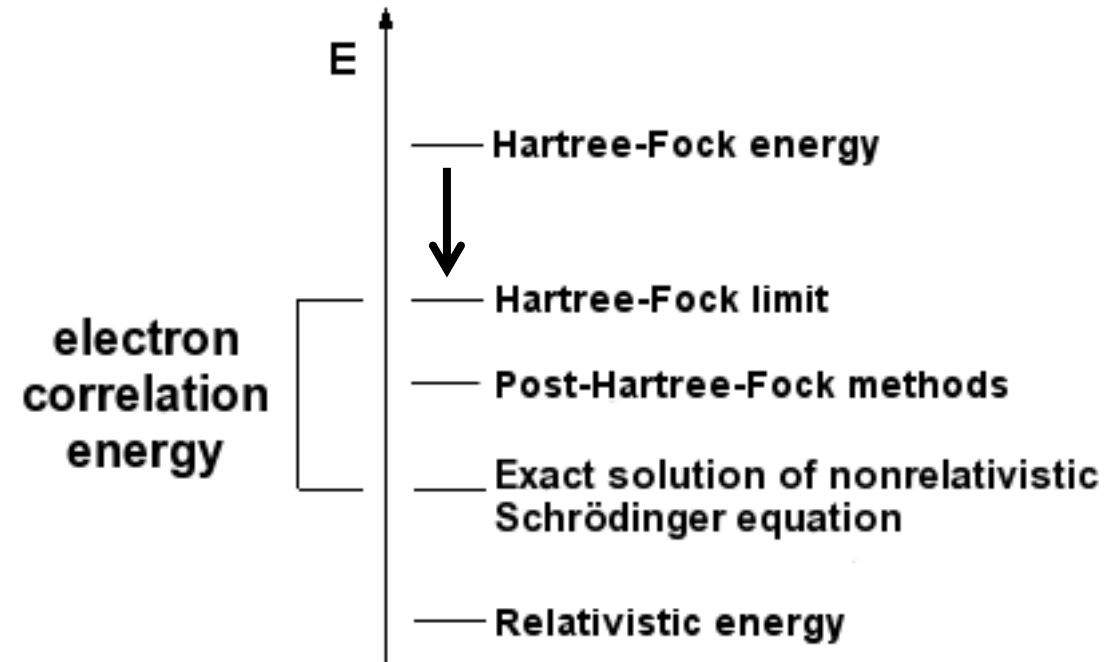 E
Hartree-Fock energy
Hartree-Fock limit
electron
correlation
energy
Post-Hartree-Fock methods
Exact solution of nonrelativistic
Schrödinger equation
Relativistic energy